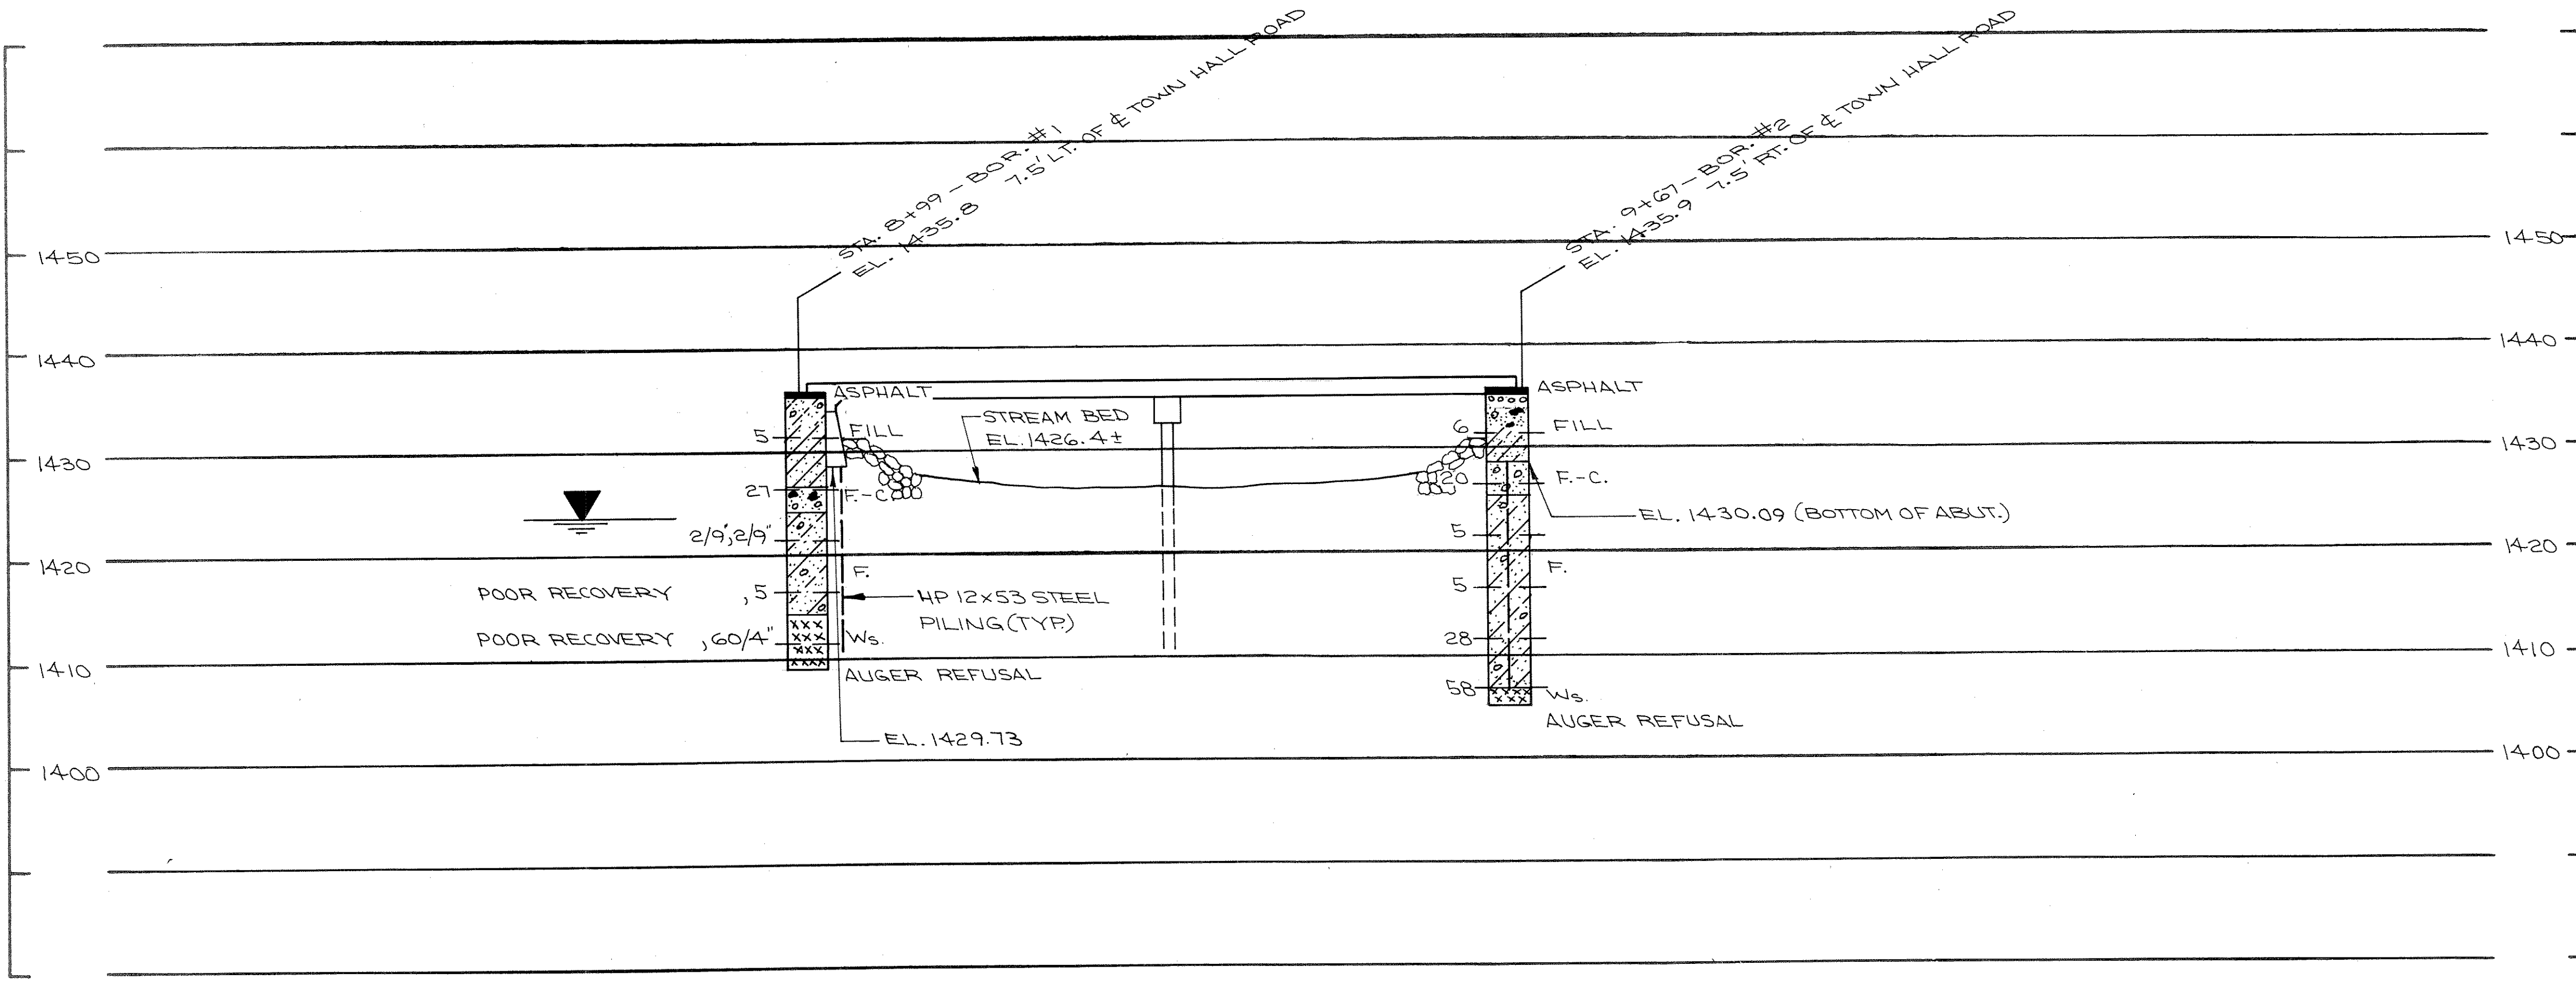 STA. 8+99 – BOR. #1
EL. 1435.8 7.5' LT. OF ℄ TOWN HALL ROAD
STA. 9+67 – BOR. #2
EL. 1435.9 7.5' RT. OF ℄ TOWN HALL ROAD
1450 1450
1440 1440
ASPHALT ASPHALT
STREAM BED
EL. 1426.4±
5 FILL 6 FILL
1430 1430
27 F.-C. 20 F.-C.
EL. 1430.09 (BOTTOM OF ABUT.)
2/9", 2/9" 5
1420 1420
F. F.
POOR RECOVERY ,5 5
HP 12x53 STEEL
PILING (TYP.)
POOR RECOVERY ,60/4" Ws. 28
1410 1410
AUGER REFUSAL
58 Ws.
AUGER REFUSAL
EL. 1429.73
1400 1400